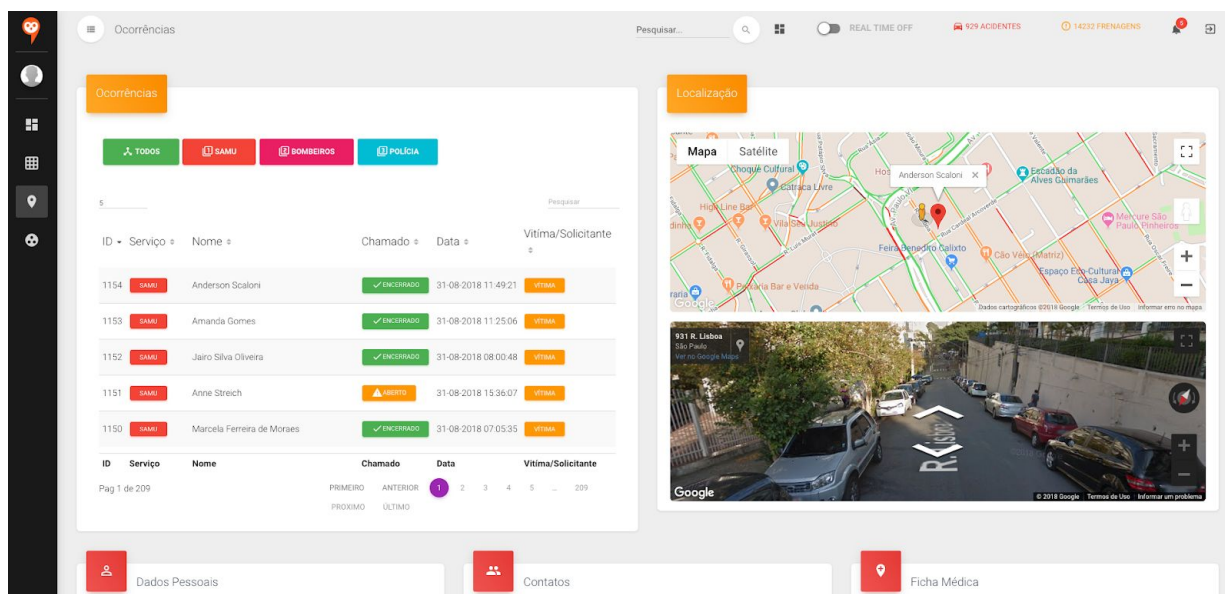 Ocorrências
Pesquisar...
REAL TIME OFF
929 ACIDENTES
14232 FRENAGENS
5
Ocorrências
TODOS
SAMU
BOMBEIROS
POLÍCIA
5
Pesquisar
ID Serviço Nome Chamado Data Vitíma/Solicitante
1154 SAMU Anderson Scaloni ENCERRADO 31-08-2018 11:49:21 VÍTIMA
1153 SAMU Amanda Gomes ENCERRADO 31-08-2018 11:25:06 VÍTIMA
1152 SAMU Jairo Silva Oliveira ENCERRADO 31-08-2018 08:00:48 VÍTIMA
1151 SAMU Anne Streich ABERTO 31-08-2018 15:36:07 VÍTIMA
1150 SAMU Marcela Ferreira de Moraes ENCERRADO 31-08-2018 07:05:35 VÍTIMA
ID Serviço Nome Chamado Data Vitíma/Solicitante
Pag 1 de 209
PRIMEIRO ANTERIOR 1 2 3 4 5 ... 209
PROXIMO ÚLTIMO
Localização
Mapa Satélite
Choque Cultural
Catraca Livre
Anderson Scaloni
Escadão da
Alves Guimarães
High Line Bar
Vila Seu Justino
Mercure São
Paulo Pinheiros
Feira Benedito Calixto
Cão Véio (Matriz)
Espaço Eco-Cultural
Casa Jaya
Peixaria Bar e Venda
Rua Cardeal Arcoverde
Google
Dados cartográficos ©2018 Google Termos de Uso Informar erro no mapa
931 R. Lisboa
São Paulo
Ver no Google Maps
R. Lisboa
Google
© 2018 Google Termos de Uso Informar um problema
Dados Pessoais
Contatos
Ficha Médica